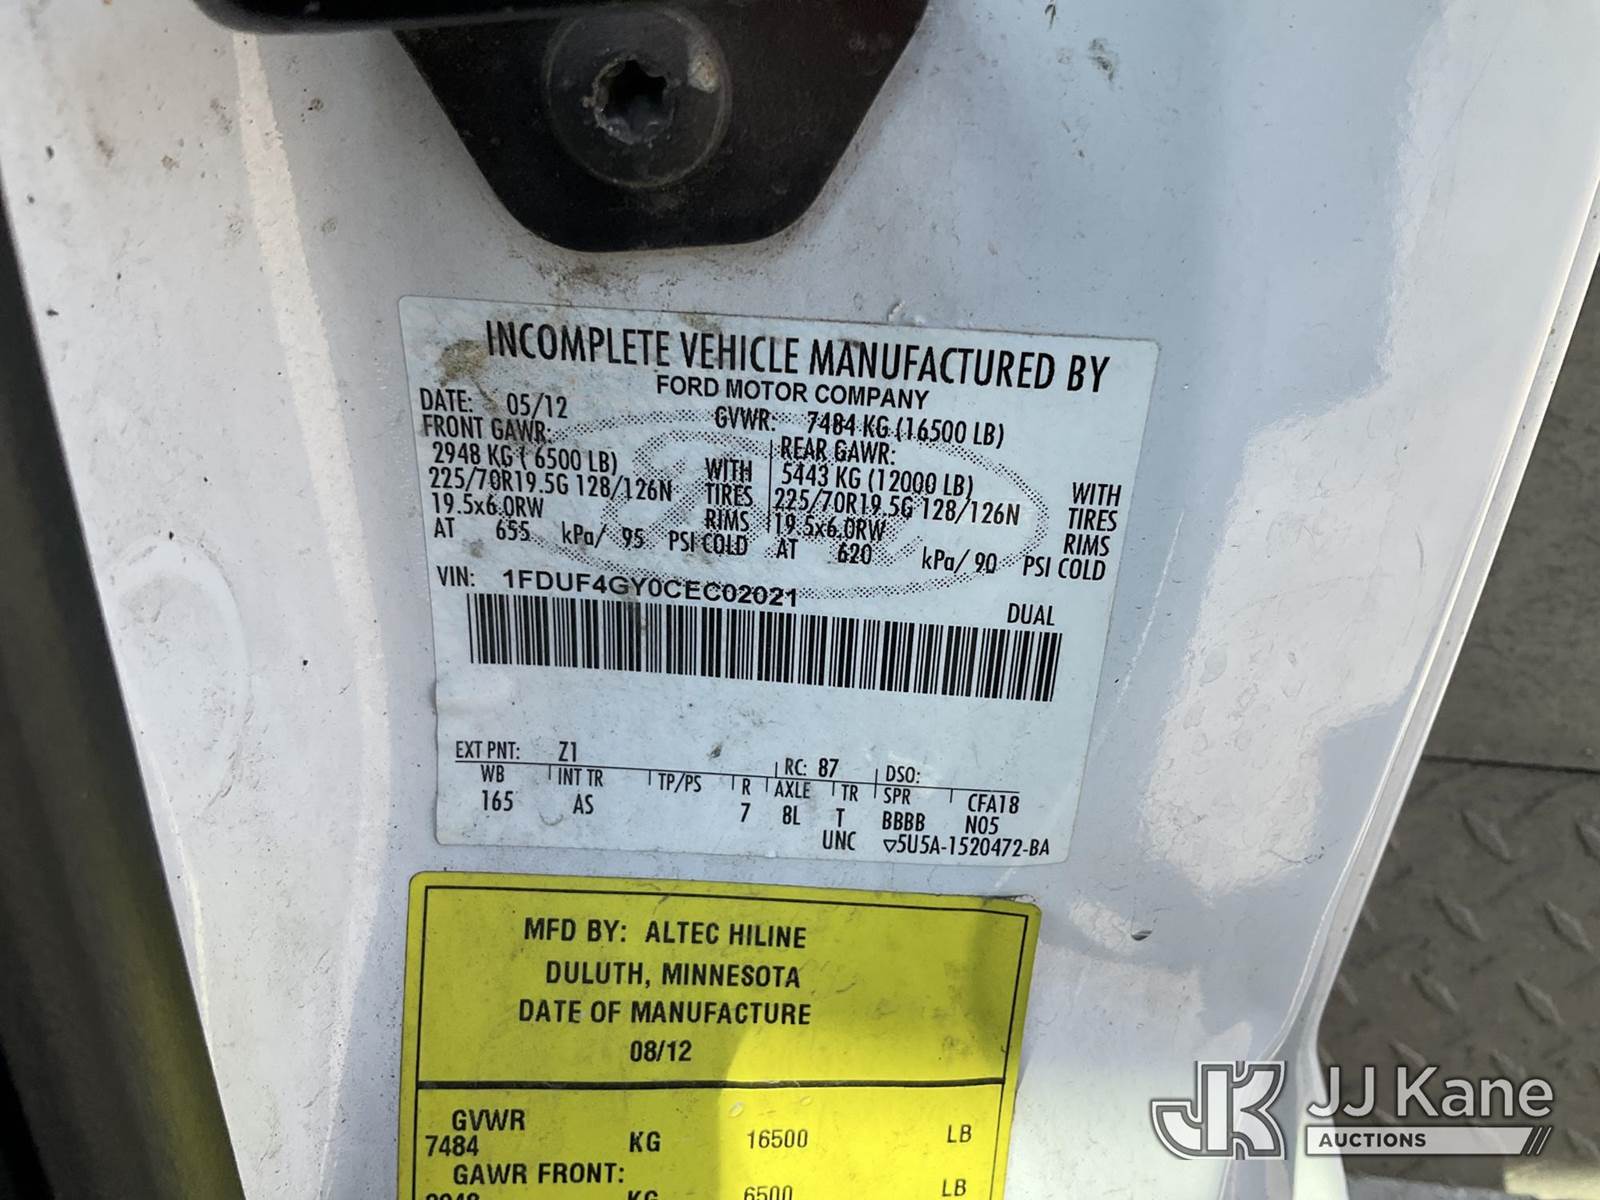 INCOMPLETE VEHICLE MANUFACTURED BY
FORD MOTOR COMPANY
DATE: 05/12 GVWR: 7484 KG (16500 LB)
FRONT GAWR: REAR GAWR:
2948 KG ( 6500 LB) WITH 5443 KG (12000 LB) WITH
225/70R19.5G 128/126N TIRES 225/70R19.5G 128/126N TIRES
19.5x6.0RW RIMS 19.5x6.0RW RIMS
AT 655 kPa/ 95 PSI COLD AT 620 kPa/ 90 PSI COLD
VIN: 1FDUF4GY0CEC02021
DUAL
EXT PNT: Z1 RC: 87 DSO:
WB INT TR TP/PS R AXLE TR SPR CFA18
165 AS 7 8L T BBBB N05
UNC ▽5U5A-1520472-BA
MFD BY: ALTEC HILINE
DULUTH, MINNESOTA
DATE OF MANUFACTURE
08/12
GVWR
7484 KG 16500 LB
GAWR FRONT:
2948 KG 6500 LB
JK JJ Kane
AUCTIONS